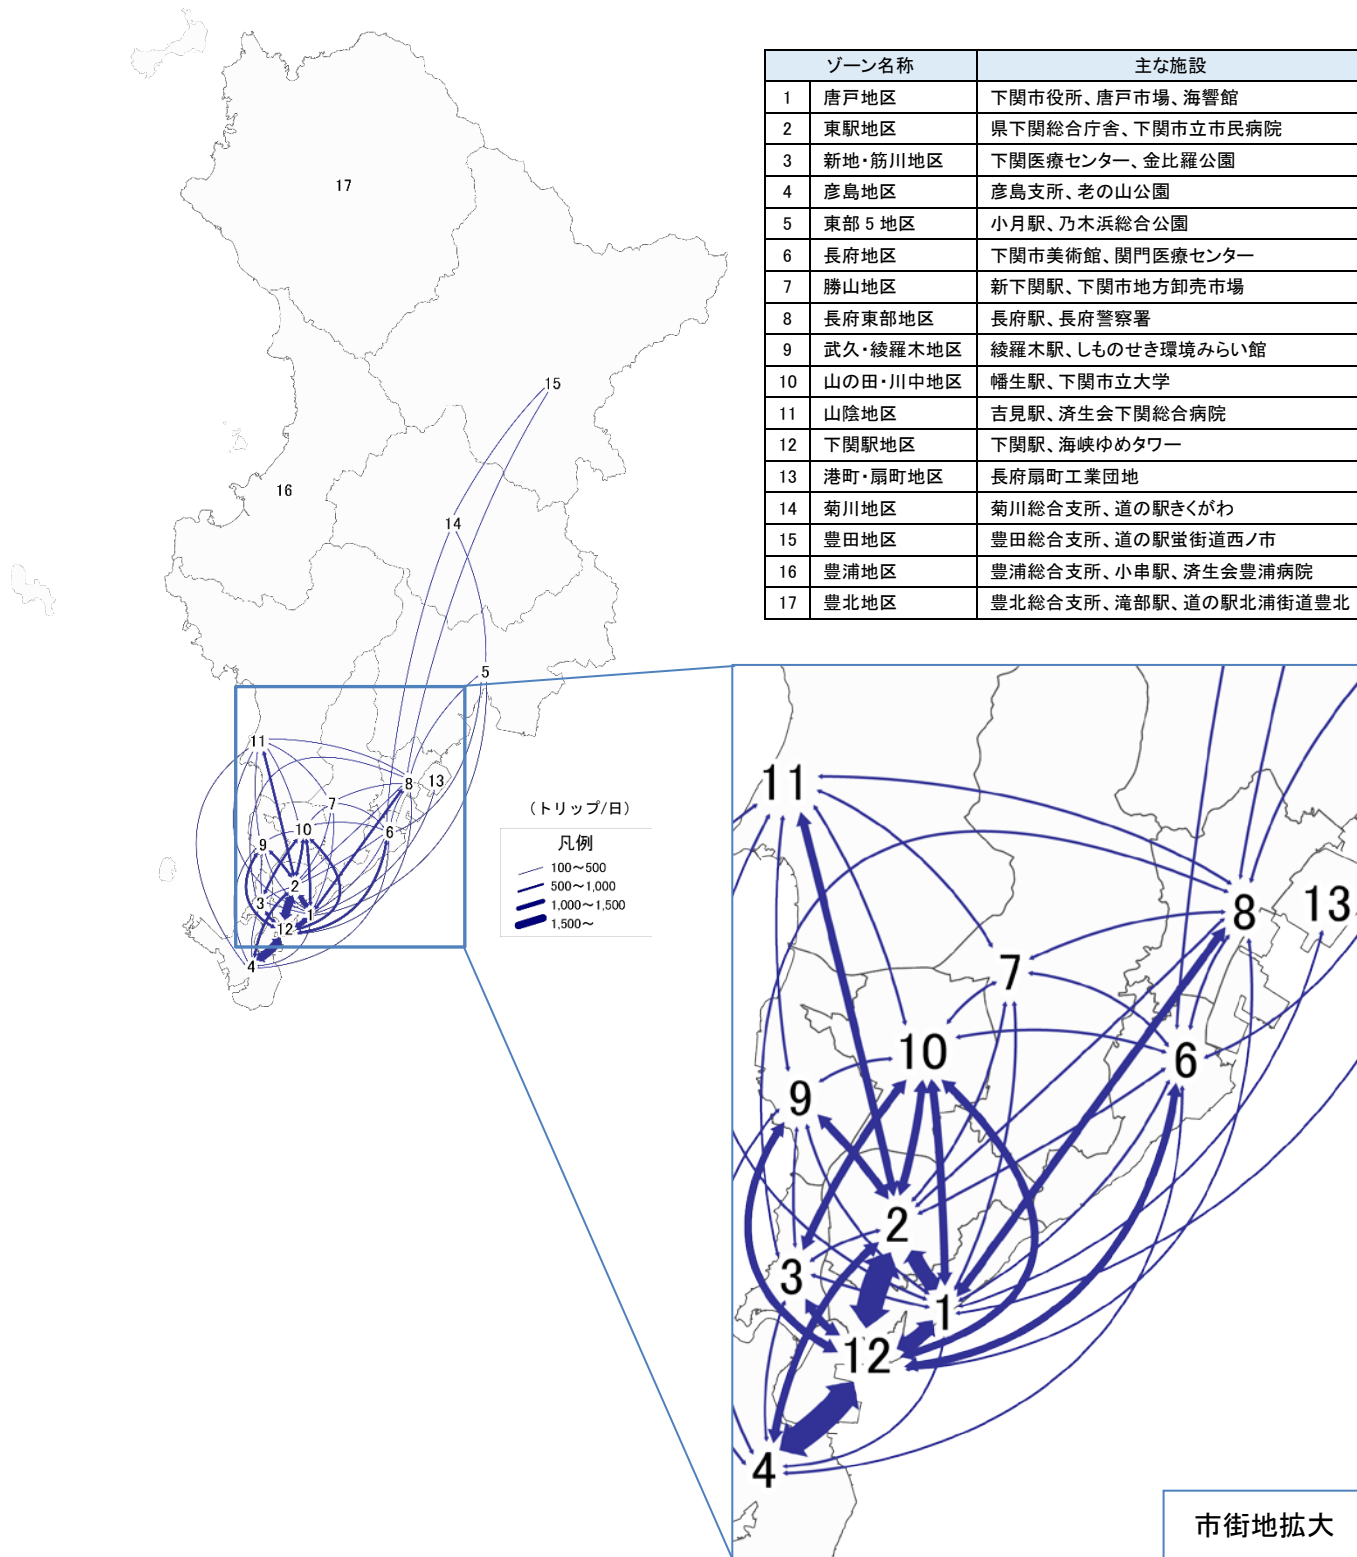 ゾーン名称 主な施設
1 唐戸地区 下関市役所、唐戸市場、海響館
2 東駅地区 県下関総合庁舎、下関市立市民病院
3 新地・筋川地区 下関医療センター、金比羅公園
4 彦島地区 彦島支所、老の山公園
5 東部5地区 小月駅、乃木浜総合公園
6 長府地区 下関市美術館、関門医療センター
7 勝山地区 新下関駅、下関市地方卸売市場
8 長府東部地区 長府駅、長府警察署
9 武久・綾羅木地区 綾羅木駅、しものせき環境みらい館
10 山の田・川中地区 幡生駅、下関市立大学
11 山陰地区 吉見駅、済生会下関総合病院
12 下関駅地区 下関駅、海峡ゆめタワー
13 港町・扇町地区 長府扇町工業団地
14 菊川地区 菊川総合支所、道の駅きくがわ
15 豊田地区 豊田総合支所、道の駅蛍街道西ノ市
16 豊浦地区 豊浦総合支所、小串駅、済生会豊浦病院
17 豊北地区 豊北総合支所、滝部駅、道の駅北浦街道豊北
17
15
16
14
5
11
8
13
7
10
6
9
2
3
1
12
4
(トリップ/日)
凡例
100～500
500～1,000
1,000～1,500
1,500～
11
8
13
7
10
6
9
2
3
1
12
4
市街地拡大